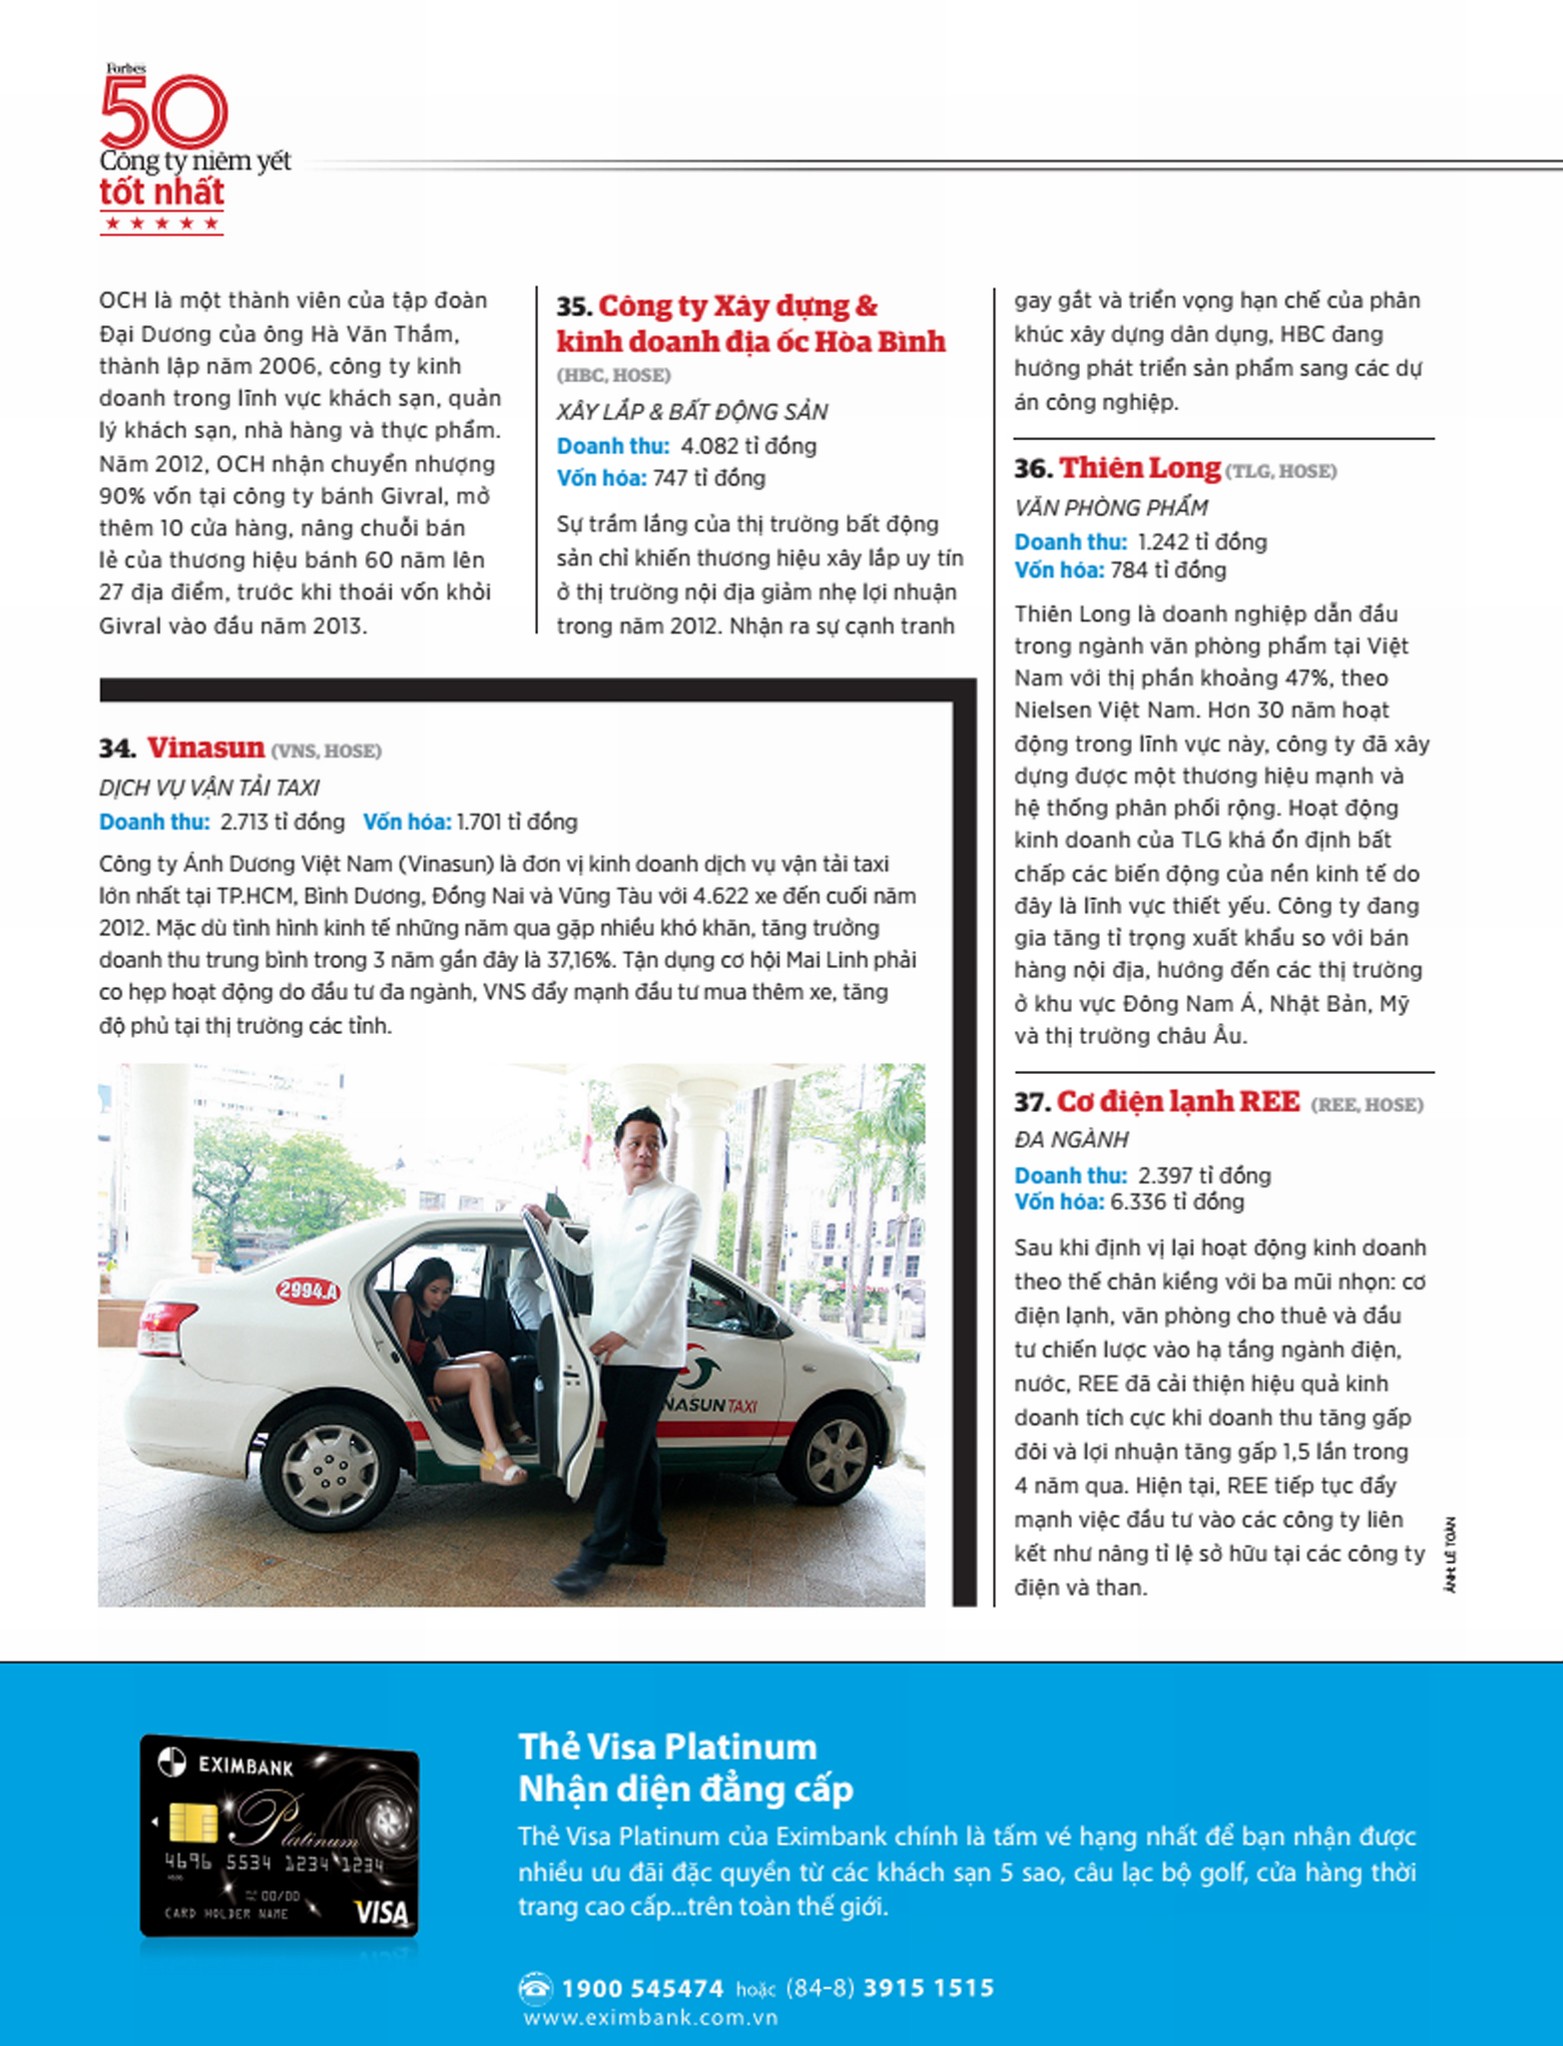 Forbes
50
Công ty niêm yết
tốt nhất
OCH là một thành viên của tập đoàn
Đại Dương của ông Hà Văn Thắm,
thành lập năm 2006, công ty kinh
doanh trong lĩnh vực khách sạn, quản
lý khách sạn, nhà hàng và thực phẩm.
Năm 2012, OCH nhận chuyển nhượng
90% vốn tại công ty bánh Givral, mở
thêm 10 cửa hàng, nâng chuỗi bán
lẻ của thương hiệu bánh 60 năm lên
27 địa điểm, trước khi thoái vốn khỏi
Givral vào đầu năm 2013.
34. Vinasun (VNS, HOSE)
DỊCH VỤ VẬN TẢI TAXI
Doanh thu: 2.713 tỉ đồng Vốn hóa: 1.701 tỉ đồng
Công ty Ánh Dương Việt Nam (Vinasun) là đơn vị kinh doanh dịch vụ vận tải taxi
lớn nhất tại TP.HCM, Bình Dương, Đồng Nai và Vũng Tàu với 4.622 xe đến cuối năm
2012. Mặc dù tình hình kinh tế những năm qua gặp nhiều khó khăn, tăng trưởng
doanh thu trung bình trong 3 năm gần đây là 37,16%. Tận dụng cơ hội Mai Linh phải
co hẹp hoạt động do đầu tư đa ngành, VNS đẩy mạnh đầu tư mua thêm xe, tăng
độ phủ tại thị trường các tỉnh.
2994.A
NASUN TAXI
35. Công ty Xây dựng &
kinh doanh địa ốc Hòa Bình
(HBC, HOSE)
XÂY LẮP & BẤT ĐỘNG SẢN
Doanh thu: 4.082 tỉ đồng
Vốn hóa: 747 tỉ đồng
Sự trầm lắng của thị trường bất động
sản chỉ khiến thương hiệu xây lắp uy tín
ở thị trường nội địa giảm nhẹ lợi nhuận
trong năm 2012. Nhận ra sự cạnh tranh
gay gắt và triển vọng hạn chế của phân
khúc xây dựng dân dụng, HBC đang
hướng phát triển sản phẩm sang các dự
án công nghiệp.
36. Thiên Long (TLG, HOSE)
VĂN PHÒNG PHẨM
Doanh thu: 1.242 tỉ đồng
Vốn hóa: 784 tỉ đồng
Thiên Long là doanh nghiệp dẫn đầu
trong ngành văn phòng phẩm tại Việt
Nam với thị phần khoảng 47%, theo
Nielsen Việt Nam. Hơn 30 năm hoạt
động trong lĩnh vực này, công ty đã xây
dựng được một thương hiệu mạnh và
hệ thống phân phối rộng. Hoạt động
kinh doanh của TLG khá ổn định bất
chấp các biến động của nền kinh tế do
đây là lĩnh vực thiết yếu. Công ty đang
gia tăng tỉ trọng xuất khẩu so với bán
hàng nội địa, hướng đến các thị trường
ở khu vực Đông Nam Á, Nhật Bản, Mỹ
và thị trường châu Âu.
37. Cơ điện lạnh REE (REE, HOSE)
ĐA NGÀNH
Doanh thu: 2.397 tỉ đồng
Vốn hóa: 6.336 tỉ đồng
Sau khi định vị lại hoạt động kinh doanh
theo thế chân kiềng với ba mũi nhọn: cơ
điện lạnh, văn phòng cho thuê và đầu
tư chiến lược vào hạ tầng ngành điện,
nước, REE đã cải thiện hiệu quả kinh
doanh tích cực khi doanh thu tăng gấp
đôi và lợi nhuận tăng gấp 1,5 lần trong
4 năm qua. Hiện tại, REE tiếp tục đẩy
mạnh việc đầu tư vào các công ty liên
kết như nâng tỉ lệ sở hữu tại các công ty
điện và than.
ẢNH: LÊ TOÀN
EXIMBANK
Platinum
4696 5534 1234 1234
00/00
CARD HOLDER NAME
VISA
Thẻ Visa Platinum
Nhận diện đẳng cấp
Thẻ Visa Platinum của Eximbank chính là tấm vé hạng nhất để bạn nhận được
nhiều ưu đãi đặc quyền từ các khách sạn 5 sao, câu lạc bộ golf, cửa hàng thời
trang cao cấp...trên toàn thế giới.
1900 545474 hoặc (84-8) 3915 1515
www.eximbank.com.vn